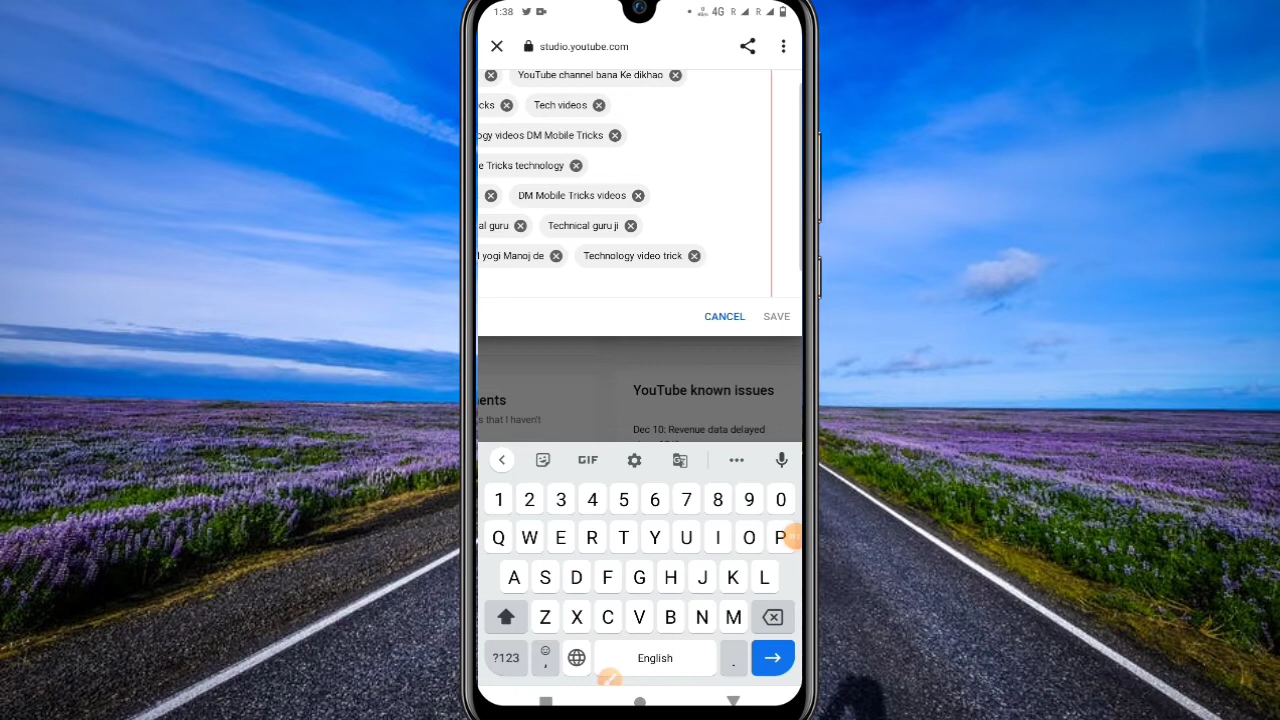 1:38 4G R R
studio.youtube.com
YouTube channel bana Ke dikhao
cks Tech videos
ogy videos DM Mobile Tricks
e Tricks technology
DM Mobile Tricks videos
al guru Technical guru ji
l yogi Manoj de Technology video trick
CANCEL SAVE
YouTube known issues
ents
s that I haven't
Dec 10: Revenue data delayed
GIF
1 2 3 4 5 6 7 8 9 0
Q W E R T Y U I O P
A S D F G H J K L
Z X C V B N M
?123 , English .